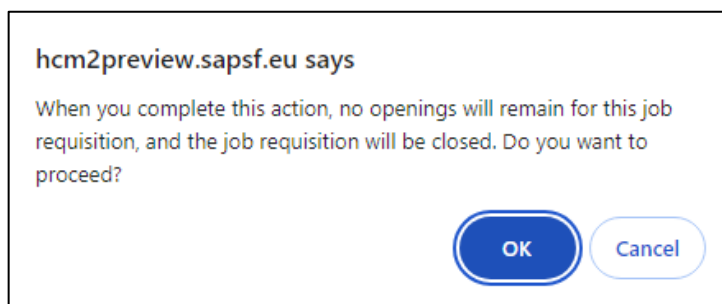 hcm2preview.sapsf.eu says
When you complete this action, no openings will remain for this job
requisition, and the job requisition will be closed. Do you want to
proceed?
OK
Cancel